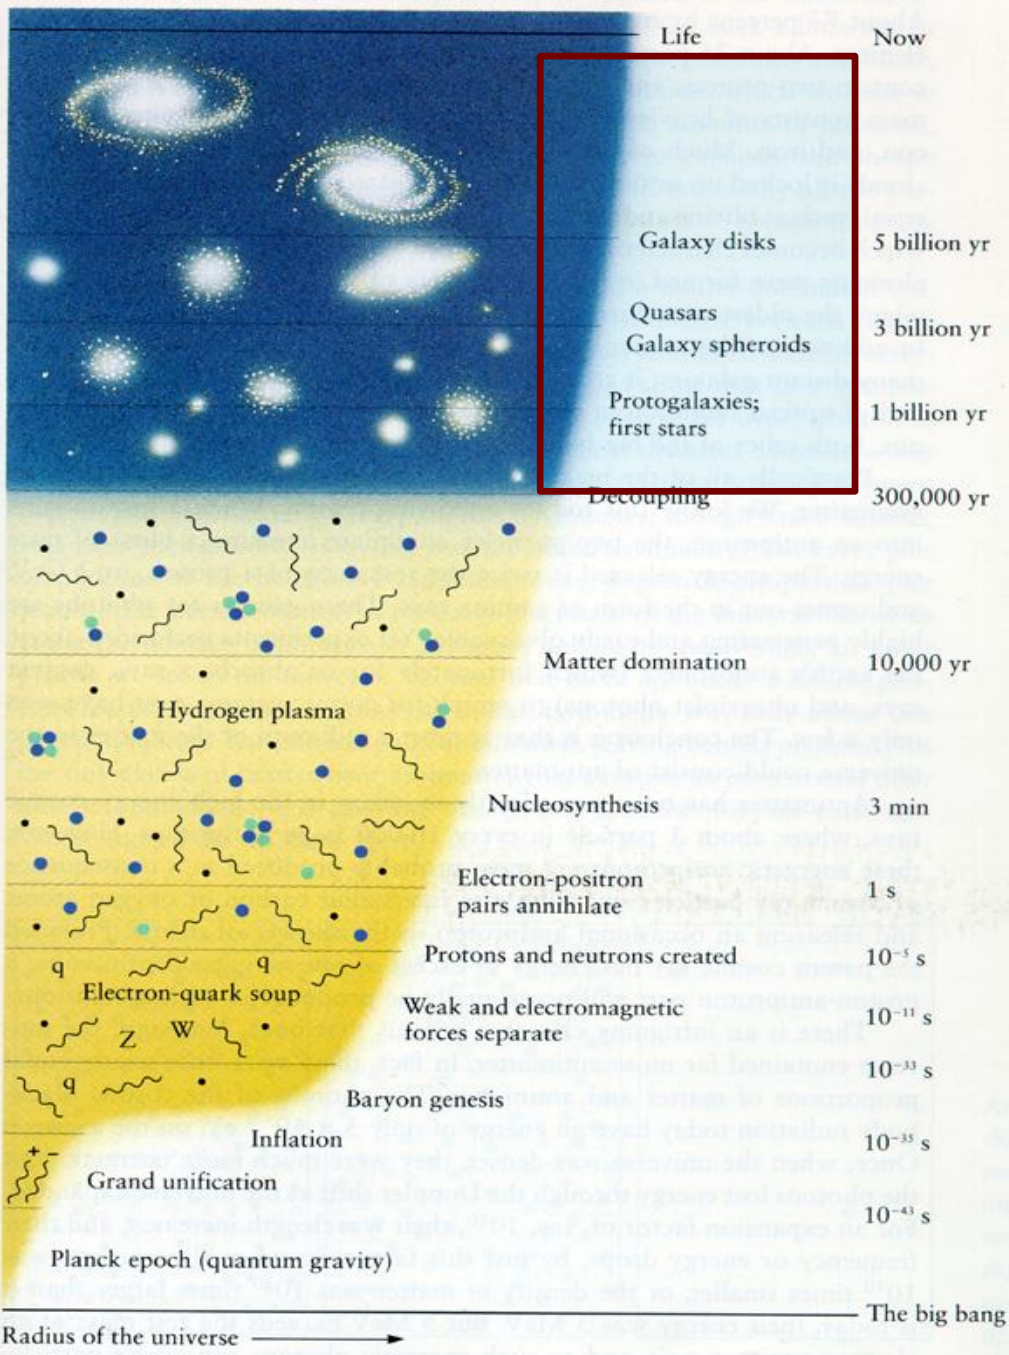 Life Now
Galaxy disks 5 billion yr
Quasars
3 billion yr
Galaxy spheroids
Protogalaxies;
first stars
1 billion yr
Decoupling 300,000 yr
Matter domination 10,000 yr
Hydrogen plasma
Nucleosynthesis 3 min
Electron-positron
pairs annihilate
1 s
Protons and neutrons created 10⁻⁵ s
q q
Electron-quark soup
Weak and electromagnetic
forces separate
10⁻¹¹ s
Z W
10⁻³³ s
q
Baryon genesis
Inflation 10⁻³⁵ s
+ −
Grand unification
10⁻⁴³ s
Planck epoch (quantum gravity)
The big bang
Radius of the universe